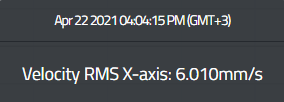 Apr 22 2021 04:04:15 PM (GMT+3)
Velocity RMS X-axis: 6.010mm/s